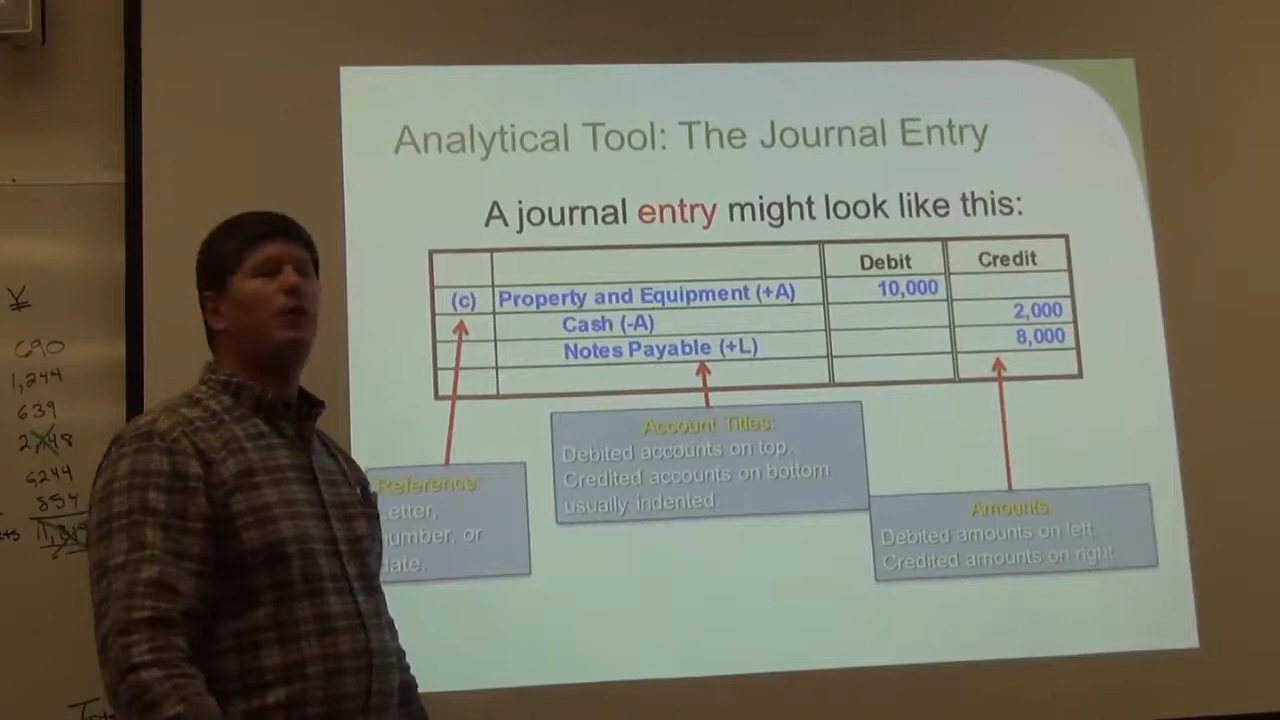 Analytical Tool: The Journal Entry
A journal entry might look like this:
Debit Credit
(c) Property and Equipment (+A) 10,000
Cash (-A) 2,000
Notes Payable (+L) 8,000
Account Titles:
Debited accounts on top.
Credited accounts on bottom
usually indented.
Reference:
Letter,
number, or
date.
Amounts:
Debited amounts on left.
Credited amounts on right.
¥
690
1,244
639
6244
854